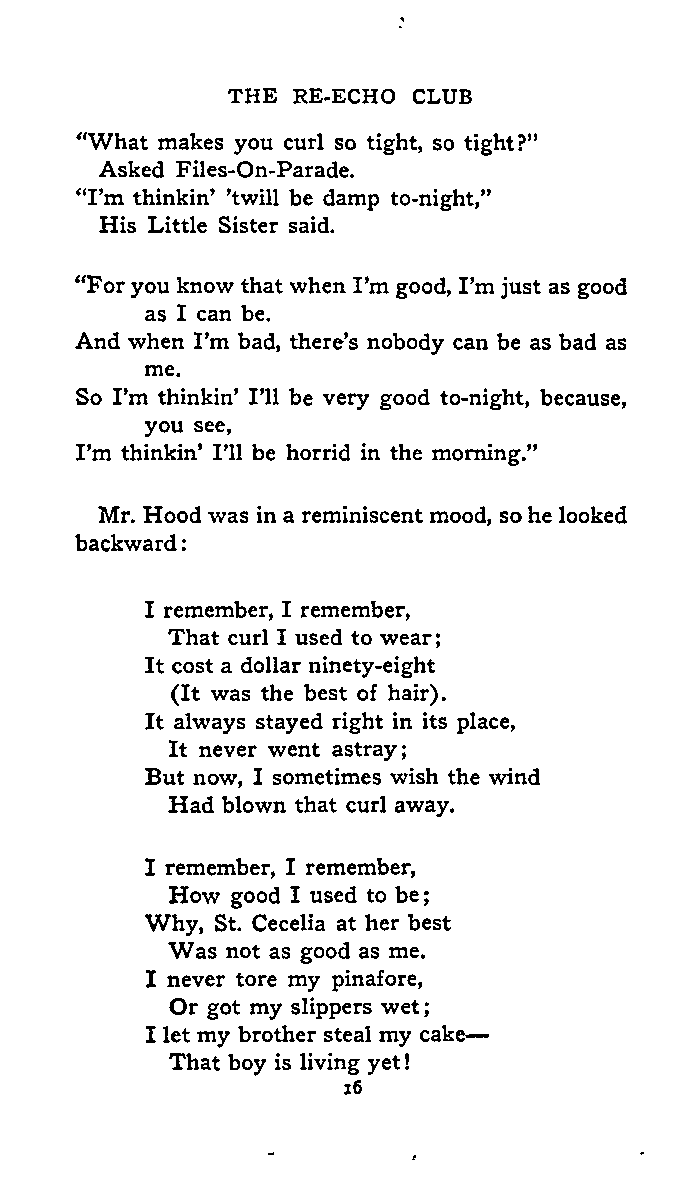 THE RE-ECHO CLUB
“What makes you curl so tight, so tight?”
Asked Files-On-Parade.
“I’m thinkin’ ’twill be damp to-night,”
His Little Sister said.
“For you know that when I’m good, I’m just as good
as I can be.
And when I’m bad, there’s nobody can be as bad as
me.
So I’m thinkin’ I’ll be very good to-night, because,
you see,
I’m thinkin’ I’ll be horrid in the morning.”
Mr. Hood was in a reminiscent mood, so he looked
backward:
I remember, I remember,
That curl I used to wear;
It cost a dollar ninety-eight
(It was the best of hair).
It always stayed right in its place,
It never went astray;
But now, I sometimes wish the wind
Had blown that curl away.
I remember, I remember,
How good I used to be;
Why, St. Cecelia at her best
Was not as good as me.
I never tore my pinafore,
Or got my slippers wet;
I let my brother steal my cake—
That boy is living yet!
16